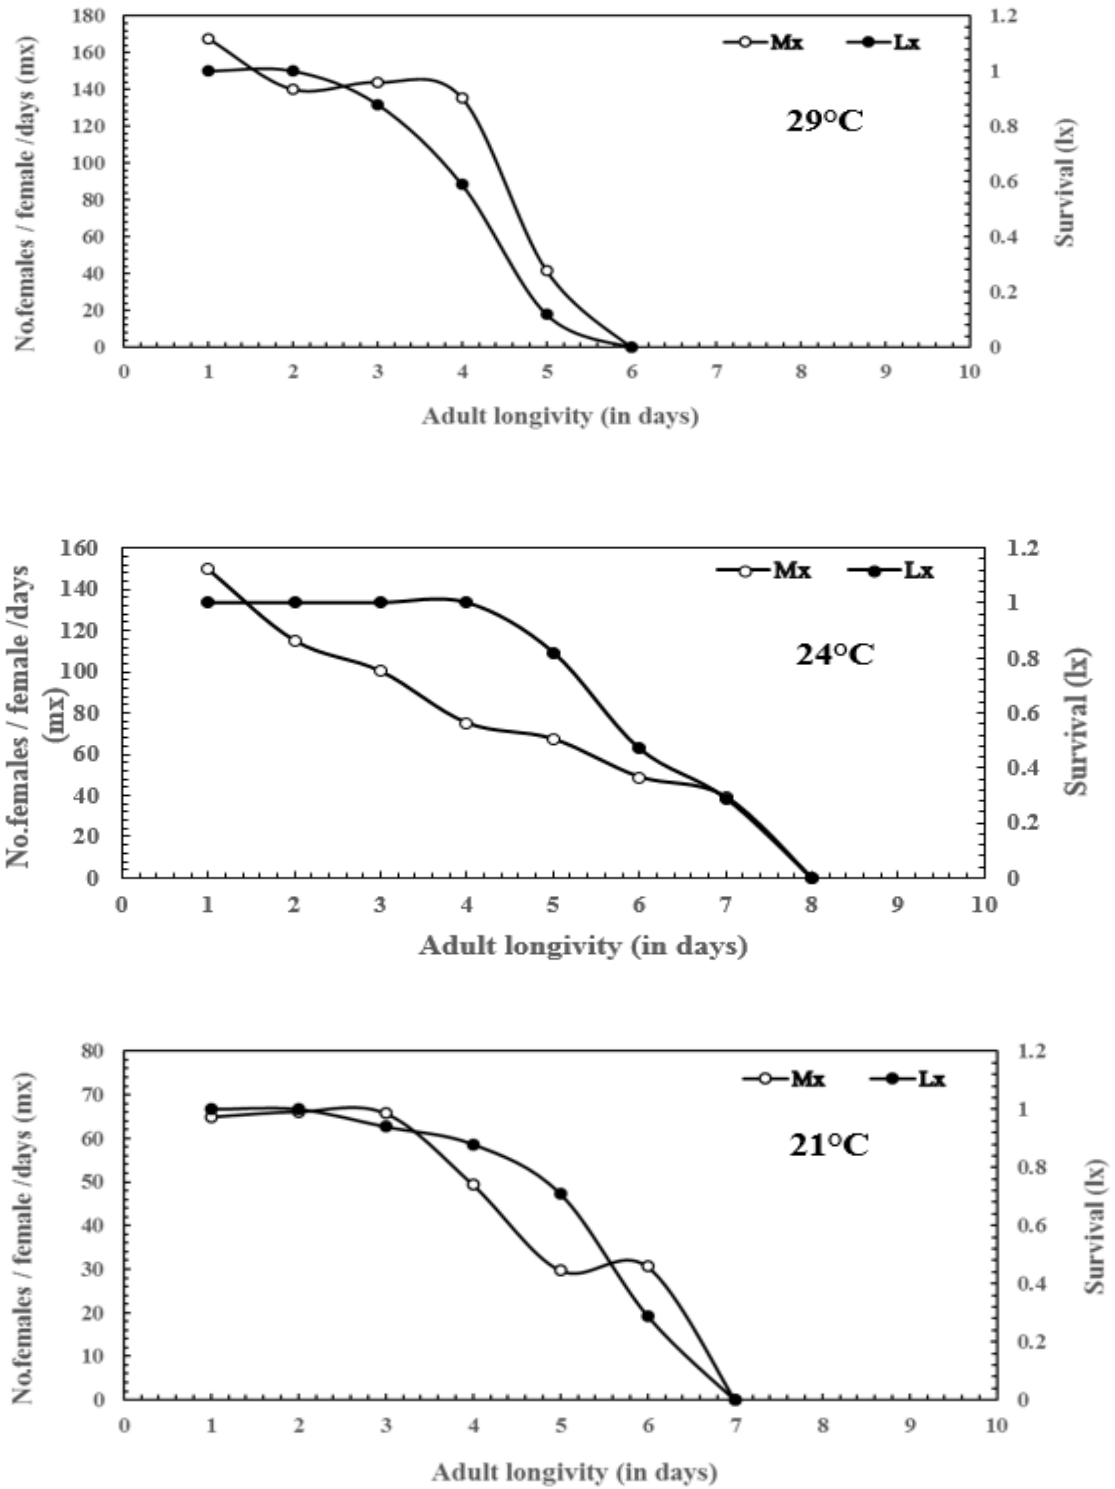 180
160
140
120
100
80
60
40
20
0
No.females / female /days (mx)
1.2
1
0.8
0.6
0.4
0.2
0
Survival (lx)
Mx Lx
29°C
0 1 2 3 4 5 6 7 8 9 10
Adult longivity (in days)
160
140
120
100
80
60
40
20
0
No.females / female /days
(mx)
1.2
1
0.8
0.6
0.4
0.2
0
Survival (lx)
Mx Lx
24°C
0 1 2 3 4 5 6 7 8 9 10
Adult longivity (in days)
80
70
60
50
40
30
20
10
0
No.females / female /days (mx)
1.2
1
0.8
0.6
0.4
0.2
0
Survival (lx)
Mx Lx
21°C
0 1 2 3 4 5 6 7 8 9 10
Adult longivity (in days)